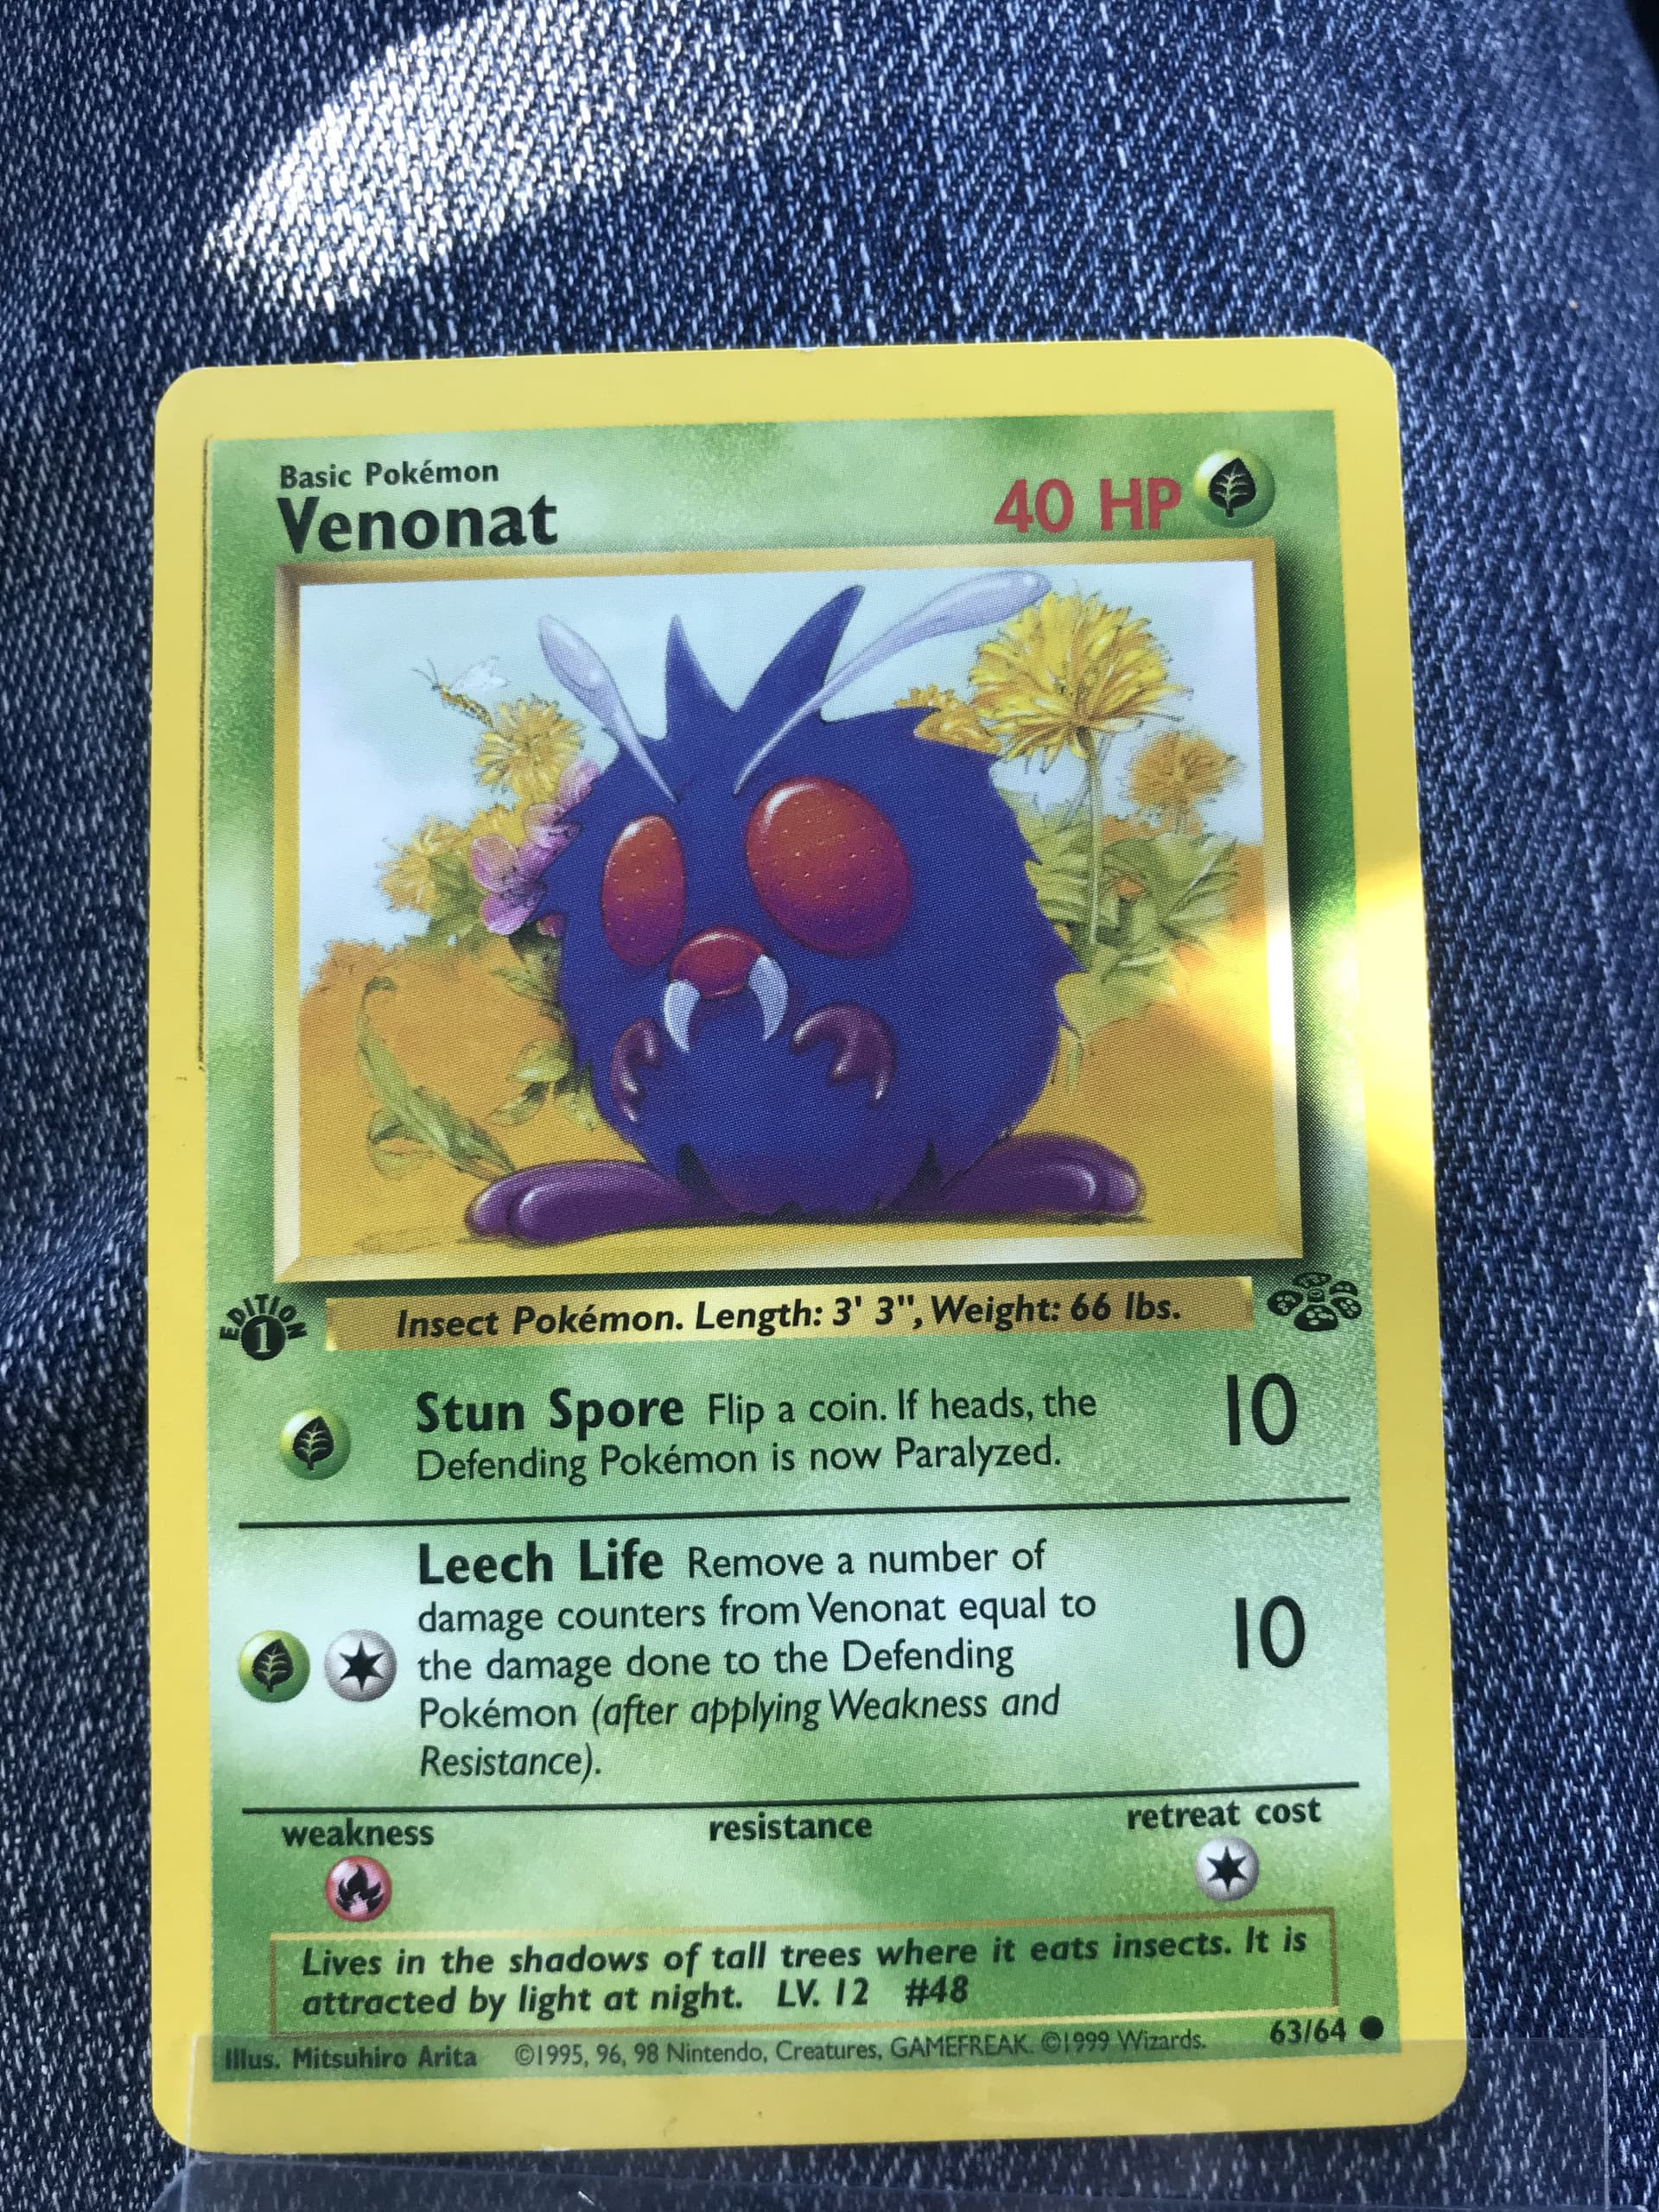 Basic Pokémon
Venonat
40 HP
EDITION
1
Insect Pokémon. Length: 3' 3", Weight: 66 lbs.
Stun Spore Flip a coin. If heads, the
Defending Pokémon is now Paralyzed.
10
Leech Life Remove a number of
damage counters from Venonat equal to
the damage done to the Defending
Pokémon (after applying Weakness and
Resistance).
10
weakness
resistance
retreat cost
Lives in the shadows of tall trees where it eats insects. It is
attracted by light at night. LV. 12 #48
Illus. Mitsuhiro Arita ©1995, 96, 98 Nintendo, Creatures, GAMEFREAK. ©1999 Wizards. 63/64